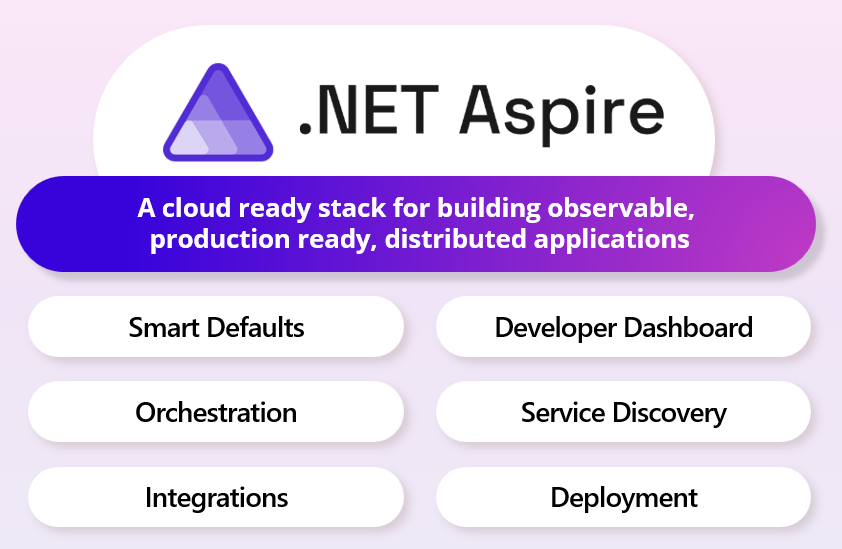 .NET Aspire
A cloud ready stack for building observable,
production ready, distributed applications
Smart Defaults
Developer Dashboard
Orchestration
Service Discovery
Integrations
Deployment